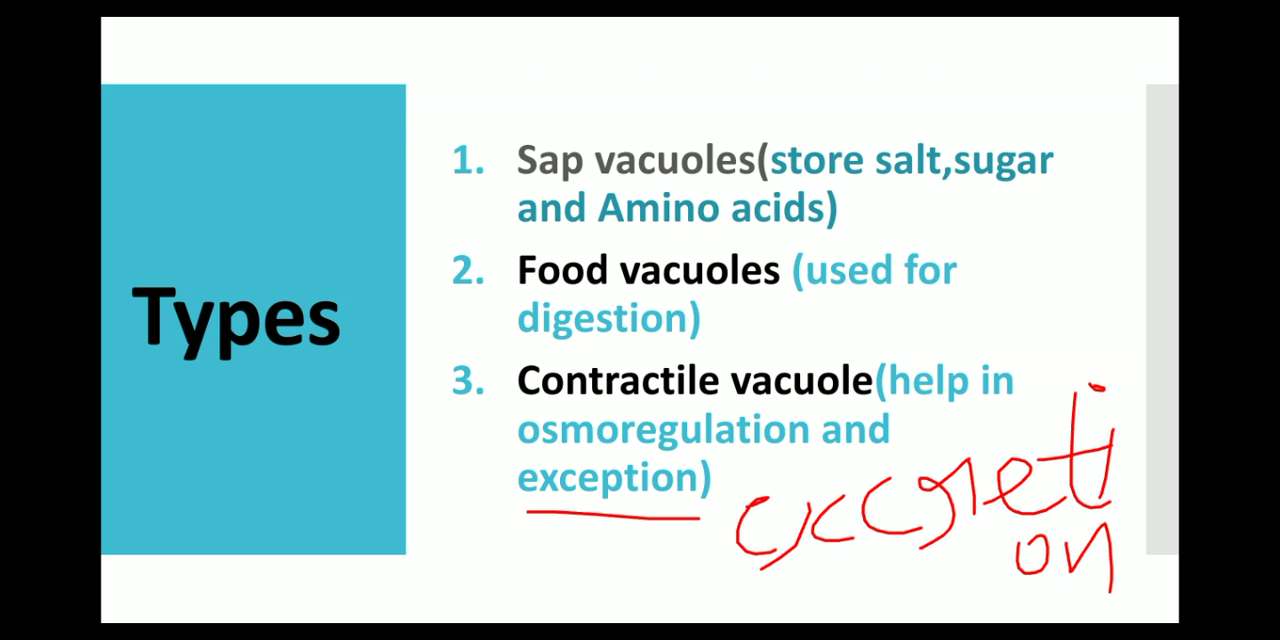 Types
1. Sap vacuoles(store salt,sugar
and Amino acids)
2. Food vacuoles (used for
digestion)
3. Contractile vacuole(help in
osmoregulation and
exception)
excreti
on